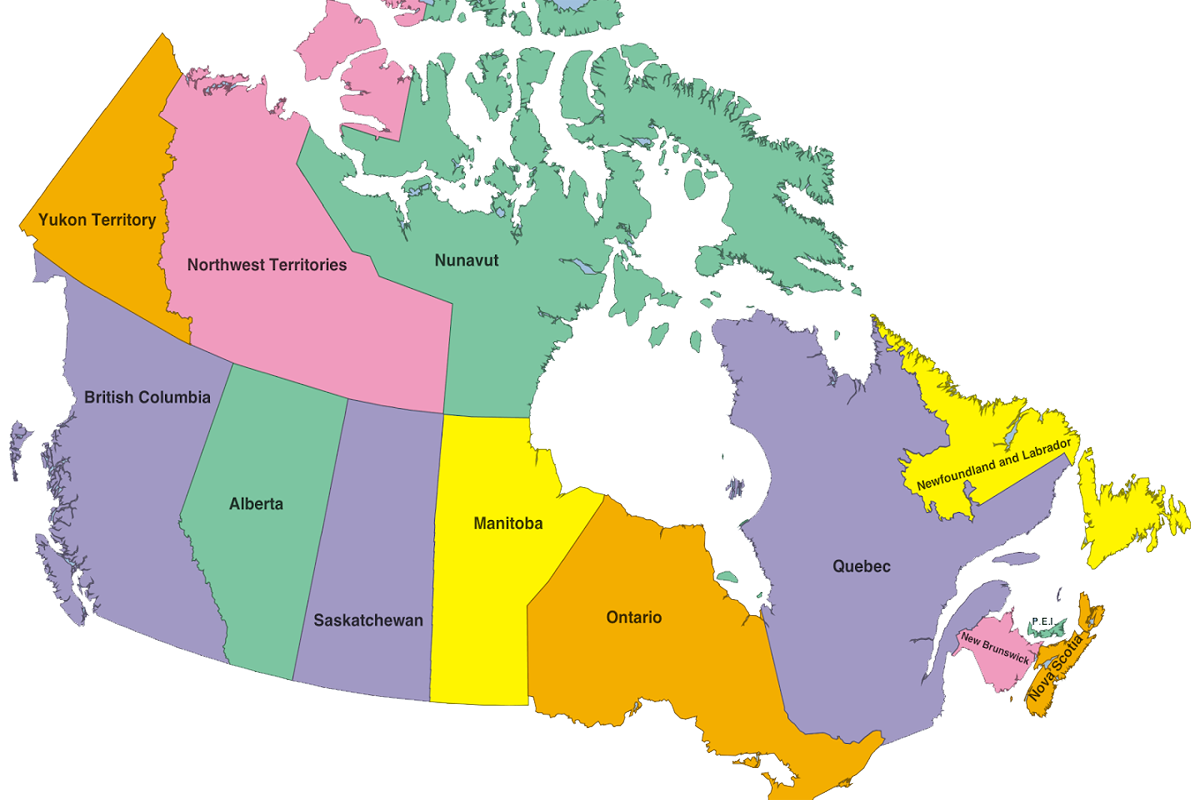 Yukon Territory
Northwest Territories
Nunavut
British Columbia
Alberta
Saskatchewan
Manitoba
Ontario
Quebec
Newfoundland and Labrador
P.E.I.
New Brunswick
Nova Scotia